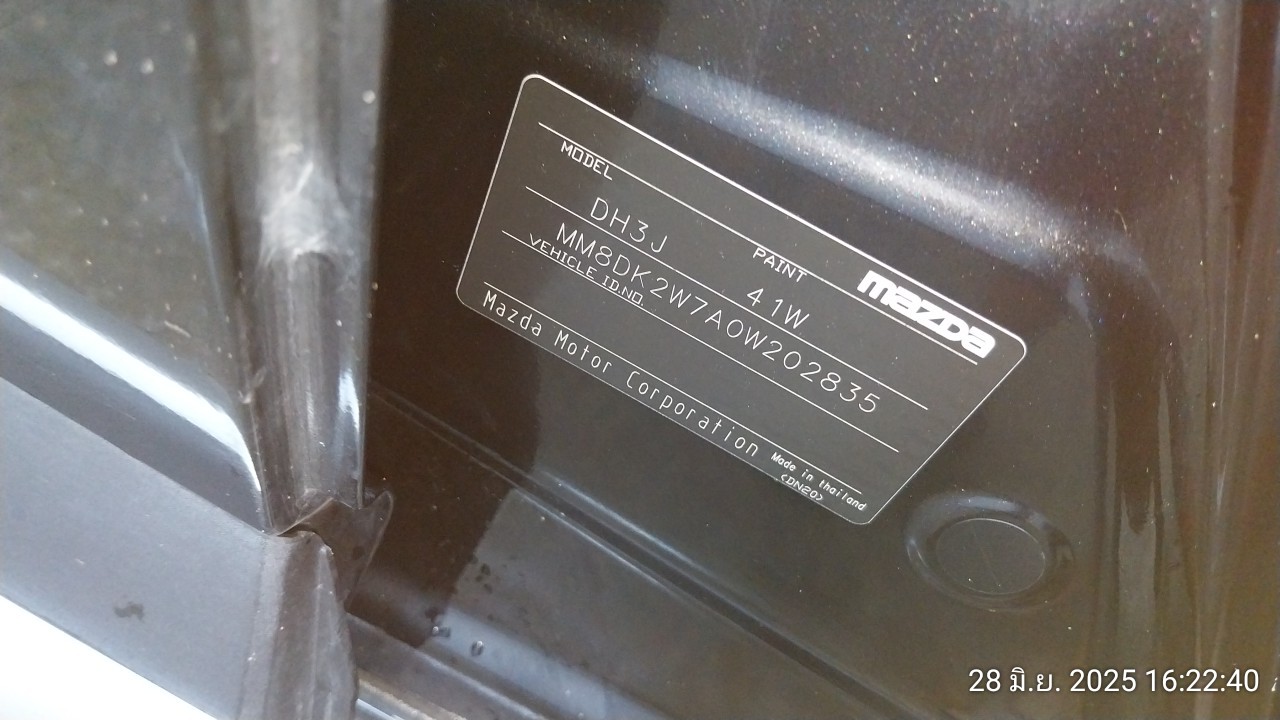 mazda
MODEL
DH3J
PAINT
41W
MM8DK2W7A0W202835
VEHICLE ID.NO.
Mazda Motor Corporation
Made in thailand
<DN20>
28 มิ.ย. 2025 16:22:40